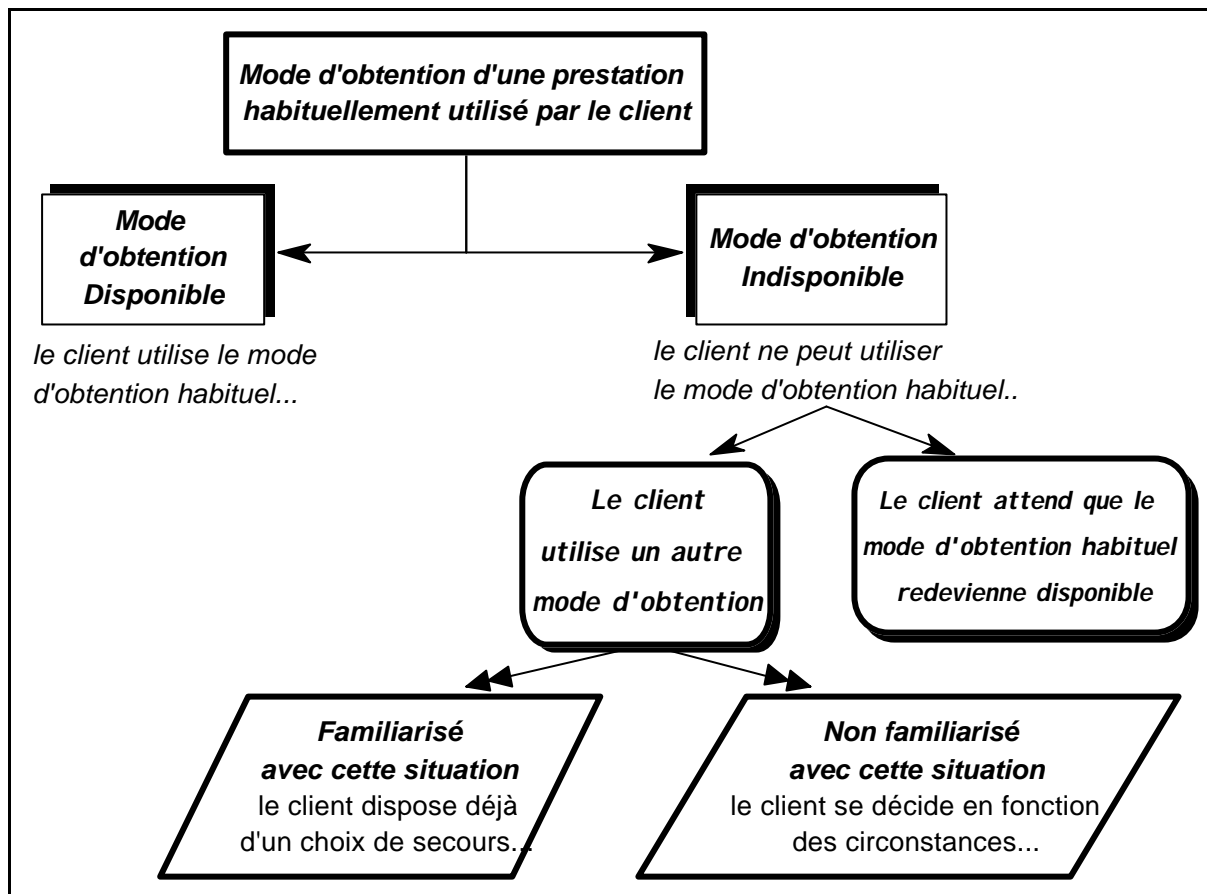 Mode d'obtention d'une prestation
habituellement utilisé par le client
Mode
d'obtention
Disponible
le client utilise le mode
d'obtention habituel...
Mode d'obtention
Indisponible
le client ne peut utiliser
le mode d'obtention habituel..
Le client
utilise un autre
mode d'obtention
Le client attend que le
mode d'obtention habituel
redevienne disponible
Familiarisé
avec cette situation
le client dispose déjà
d'un choix de secours...
Non familiarisé
avec cette situation
le client se décide en fonction
des circonstances...